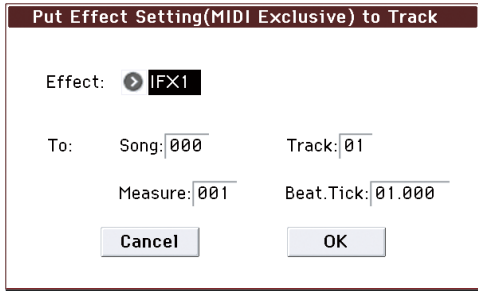 Put Effect Setting(MIDI Exclusive) to Track
Effect: IFX1
To: Song: 000 Track: 01
Measure: 001 Beat.Tick: 01.000
Cancel OK